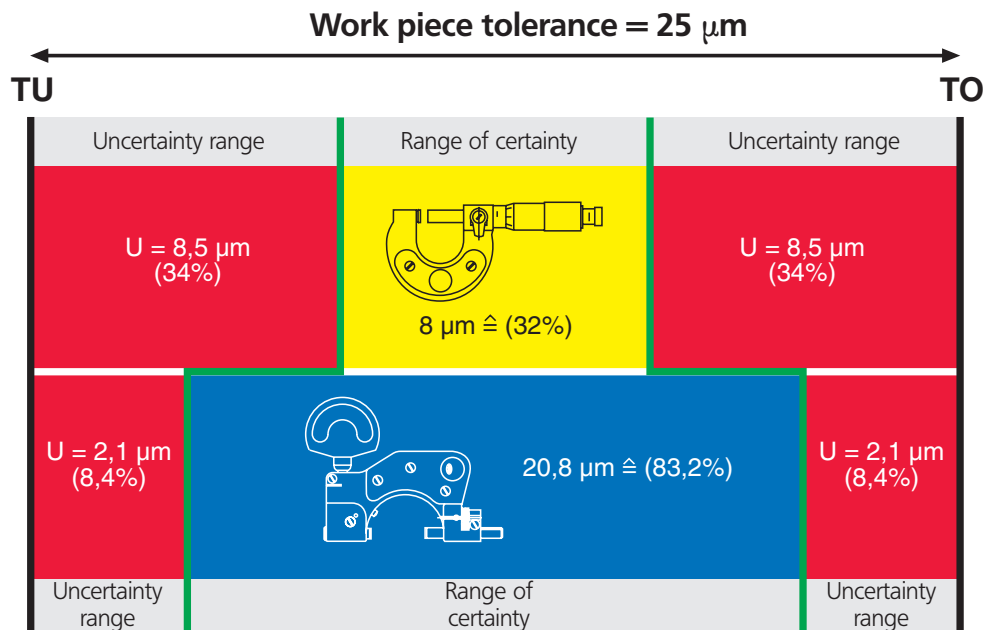 Work piece tolerance = 25 μm
TU
TO
Uncertainty range
Range of certainty
Uncertainty range
U = 8,5 µm
(34%)
8 µm ≙ (32%)
U = 8,5 µm
(34%)
U = 2,1 µm
(8,4%)
20,8 µm ≙ (83,2%)
U = 2,1 µm
(8,4%)
Uncertainty
range
Range of
certainty
Uncertainty
range